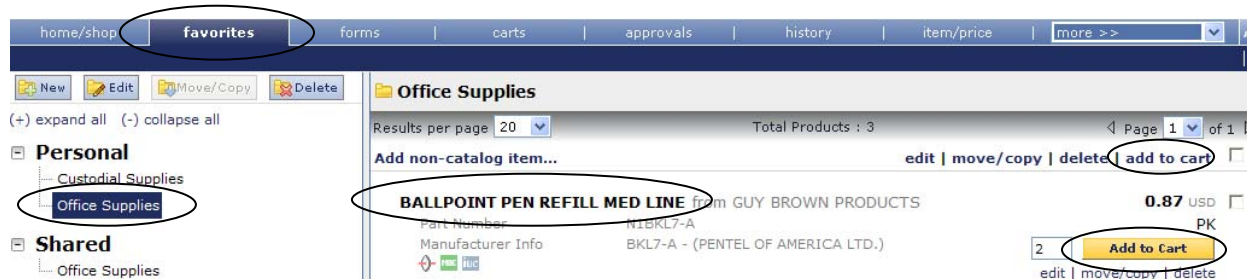 home/shop favorites forms | carts | approvals | history | item/price | more >>
New Edit Move/Copy Delete
(+) expand all (-) collapse all
Personal
Custodial Supplies
Office Supplies
Shared
Office Supplies
Office Supplies
Results per page 20 Total Products : 3 Page 1 of 1
Add non-catalog item... edit | move/copy | delete | add to cart
BALLPOINT PEN REFILL MED LINE from GUY BROWN PRODUCTS 0.87 USD
Part Number N1BKL7-A PK
Manufacturer Info BKL7-A - (PENTEL OF AMERICA LTD.) 2 Add to Cart
edit | move/copy | delete